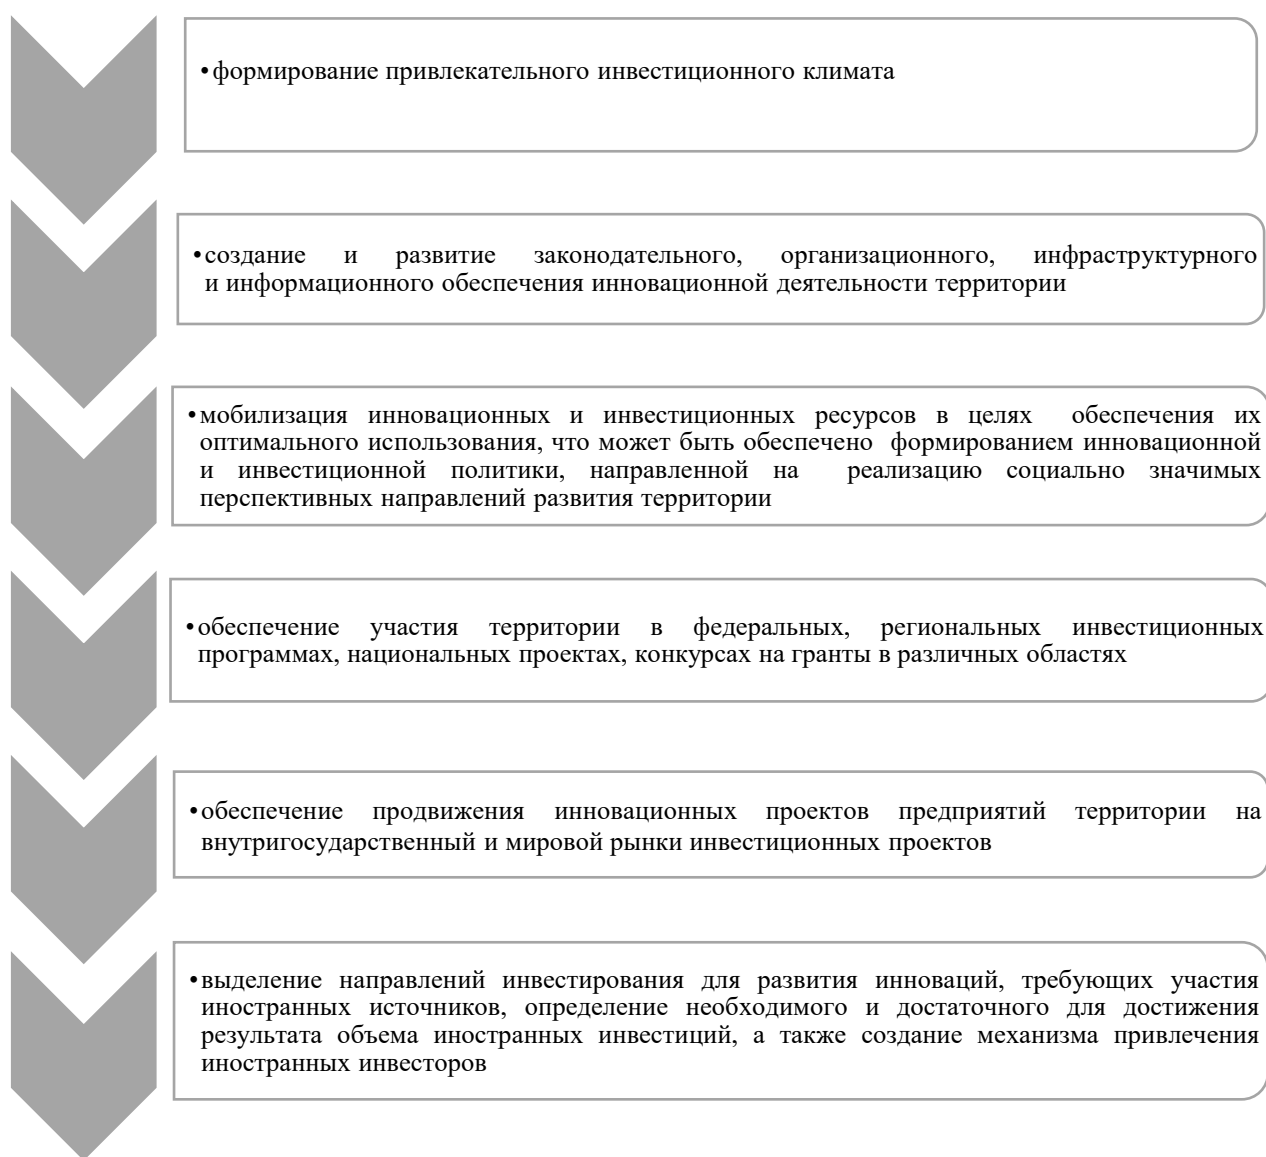 •формирование привлекательного инвестиционного климата
•создание и развитие законодательного, организационного, инфраструктурного
и информационного обеспечения инновационной деятельности территории
•мобилизация инновационных и инвестиционных ресурсов в целях обеспечения их
оптимального использования, что может быть обеспечено формированием инновационной
и инвестиционной политики, направленной на реализацию социально значимых
перспективных направлений развития территории
•обеспечение участия территории в федеральных, региональных инвестиционных
программах, национальных проектах, конкурсах на гранты в различных областях
•обеспечение продвижения инновационных проектов предприятий территории на
внутригосударственный и мировой рынки инвестиционных проектов
•выделение направлений инвестирования для развития инноваций, требующих участия
иностранных источников, определение необходимого и достаточного для достижения
результата объема иностранных инвестиций, а также создание механизма привлечения
иностранных инвесторов